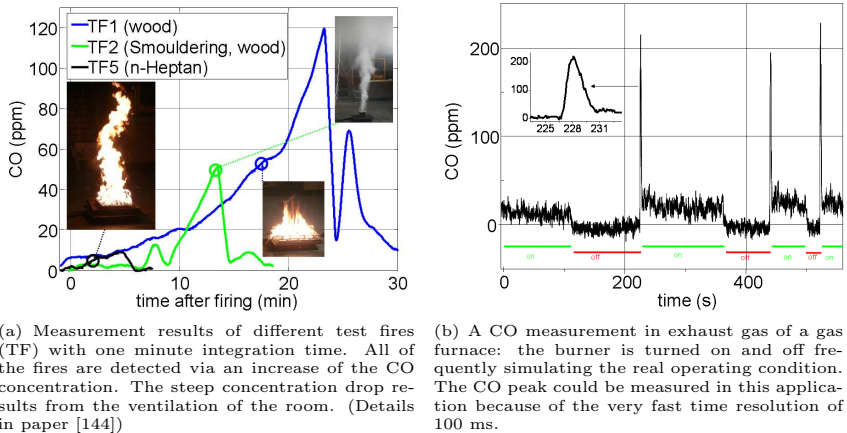 120
100
80
60
40
20
0
CO (ppm)
TF1 (wood)
TF2 (Smouldering, wood)
TF5 (n-Heptan)
0 10 20 30
time after firing (min)
200
100
0
CO (ppm)
200
100
0
225 228 231
on off on off on off on
0 200 400
time (s)
(a) Measurement results of different test fires
(TF) with one minute integration time. All of
the fires are detected via an increase of the CO
concentration. The steep concentration drop re-
sults from the ventilation of the room. (Details
in paper [144])
(b) A CO measurement in exhaust gas of a gas
furnace: the burner is turned on and off fre-
quently simulating the real operating condition.
The CO peak could be measured in this applica-
tion because of the very fast time resolution of
100 ms.